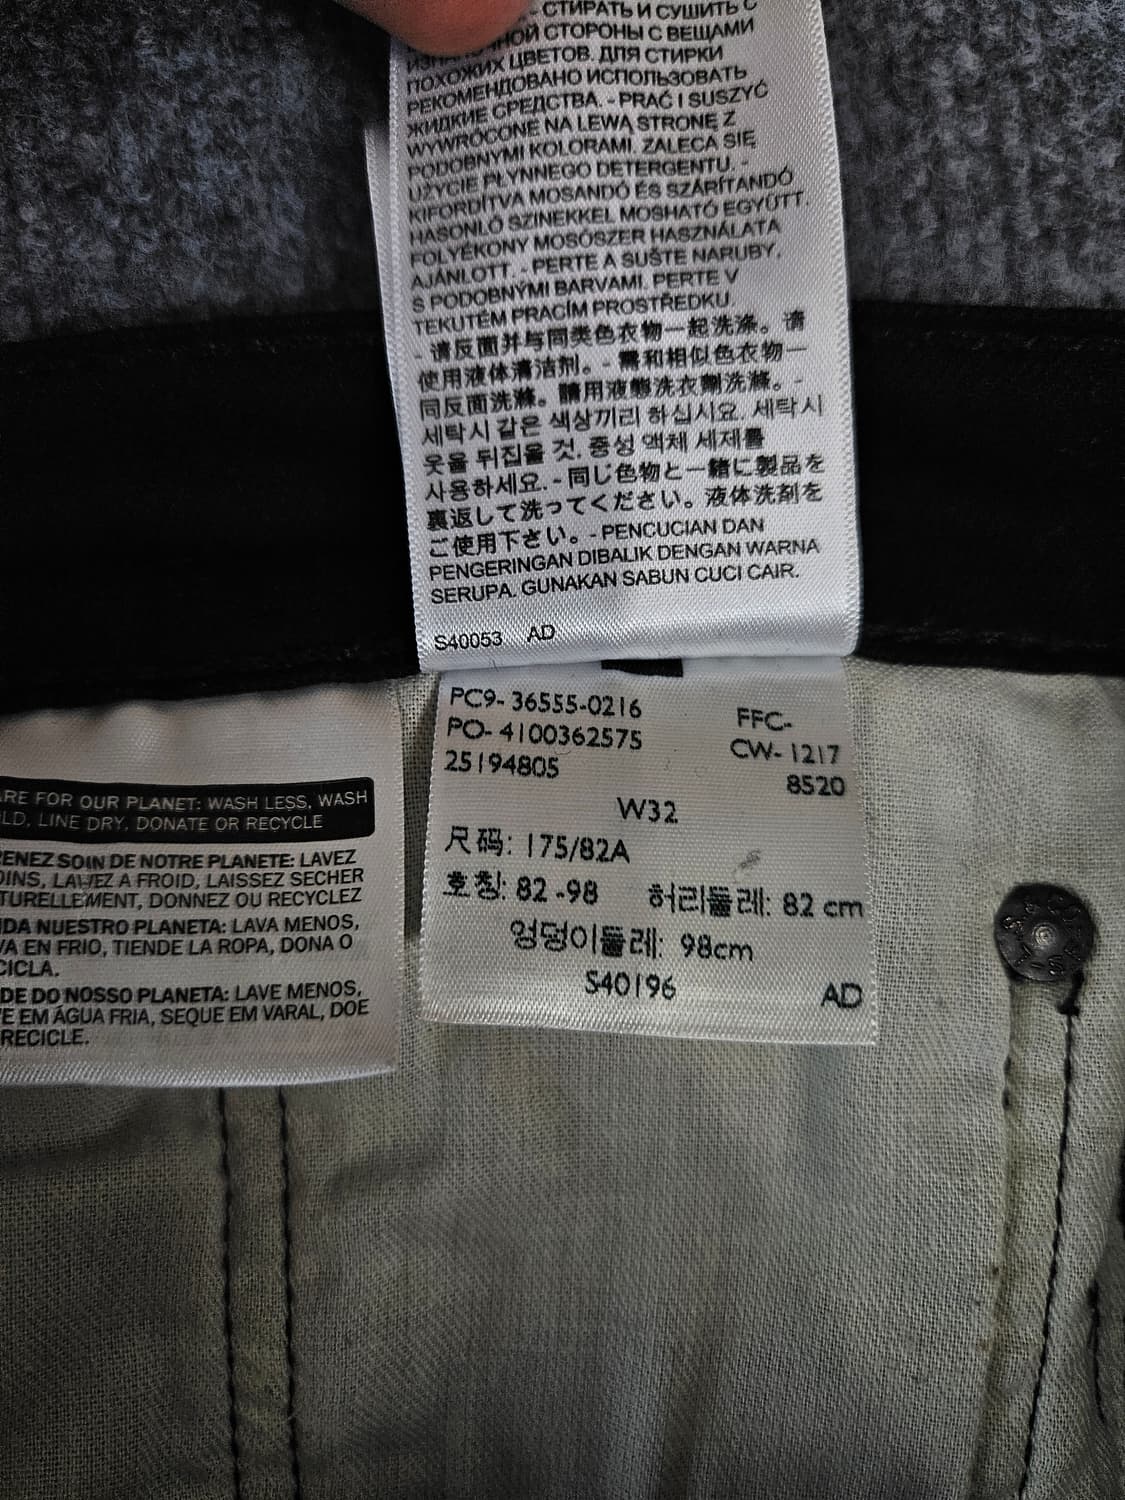 СТИРАТЬ И СУШИТЬ С
СТОРОНЫ С ВЕЩАМИ
ПОХОЖИХ ЦВЕТОВ. ДЛЯ СТИРКИ
РЕКОМЕНДОВАНО ИСПОЛЬЗОВАТЬ
ЖИДКИЕ СРЕДСТВА. - PRAĆ I SUSZYĆ
WYWRÓCONE NA LEWĄ STRONĘ Z
PODOBNYMI KOLORAMI. ZALECA SIĘ
UŻYCIE PŁYNNEGO DETERGENTU. -
KIFORDÍTVA MOSANDÓ ÉS SZÁRÍTANDÓ
HASONLÓ SZINEKKEL MOSHATÓ EGYÜTT.
FOLYÉKONY MOSÓSZER HASZNÁLATA
AJÁNLOTT. - PERTE A SUŠTE NARUBY,
S PODOBNÝMI BARVAMI. PERTE V
TEKUTÉM PRACÍM PROSTŘEDKU.
- 请反面并与同类色衣物一起洗涤。请
使用液体清洁剂。- 需和相似色衣物一
同反面洗滌。請用液態洗衣劑洗滌。-
세탁시 같은 색상끼리 하십시요. 세탁시
옷을 뒤집을 것. 중성 액체 세제를
사용하세요. - 同じ色物と一緒に製品を
裏返して洗ってください。液体洗剤を
ご使用下さい。- PENCUCIAN DAN
PENGERINGAN DIBALIK DENGAN WARNA
SERUPA. GUNAKAN SABUN CUCI CAIR.
S40053 AD
PC9- 36555-0216
PO- 4100362575
25194805
FFC-
CW- 1217
8520
W32
尺码: 175/82A
호칭: 82 -98 허리둘레: 82 cm
엉덩이둘레: 98cm
S40196 AD
ARE FOR OUR PLANET: WASH LESS, WASH
LD, LINE DRY, DONATE OR RECYCLE
ENEZ SOIN DE NOTRE PLANETE: LAVEZ
OINS, LAVEZ A FROID, LAISSEZ SECHER
TURELLEMENT, DONNEZ OU RECYCLEZ
IDA NUESTRO PLANETA: LAVA MENOS,
VA EN FRIO, TIENDE LA ROPA, DONA O
CICLA.
DE DO NOSSO PLANETA: LAVE MENOS,
E EM ÁGUA FRIA, SEQUE EM VARAL, DOE
RECICLE.